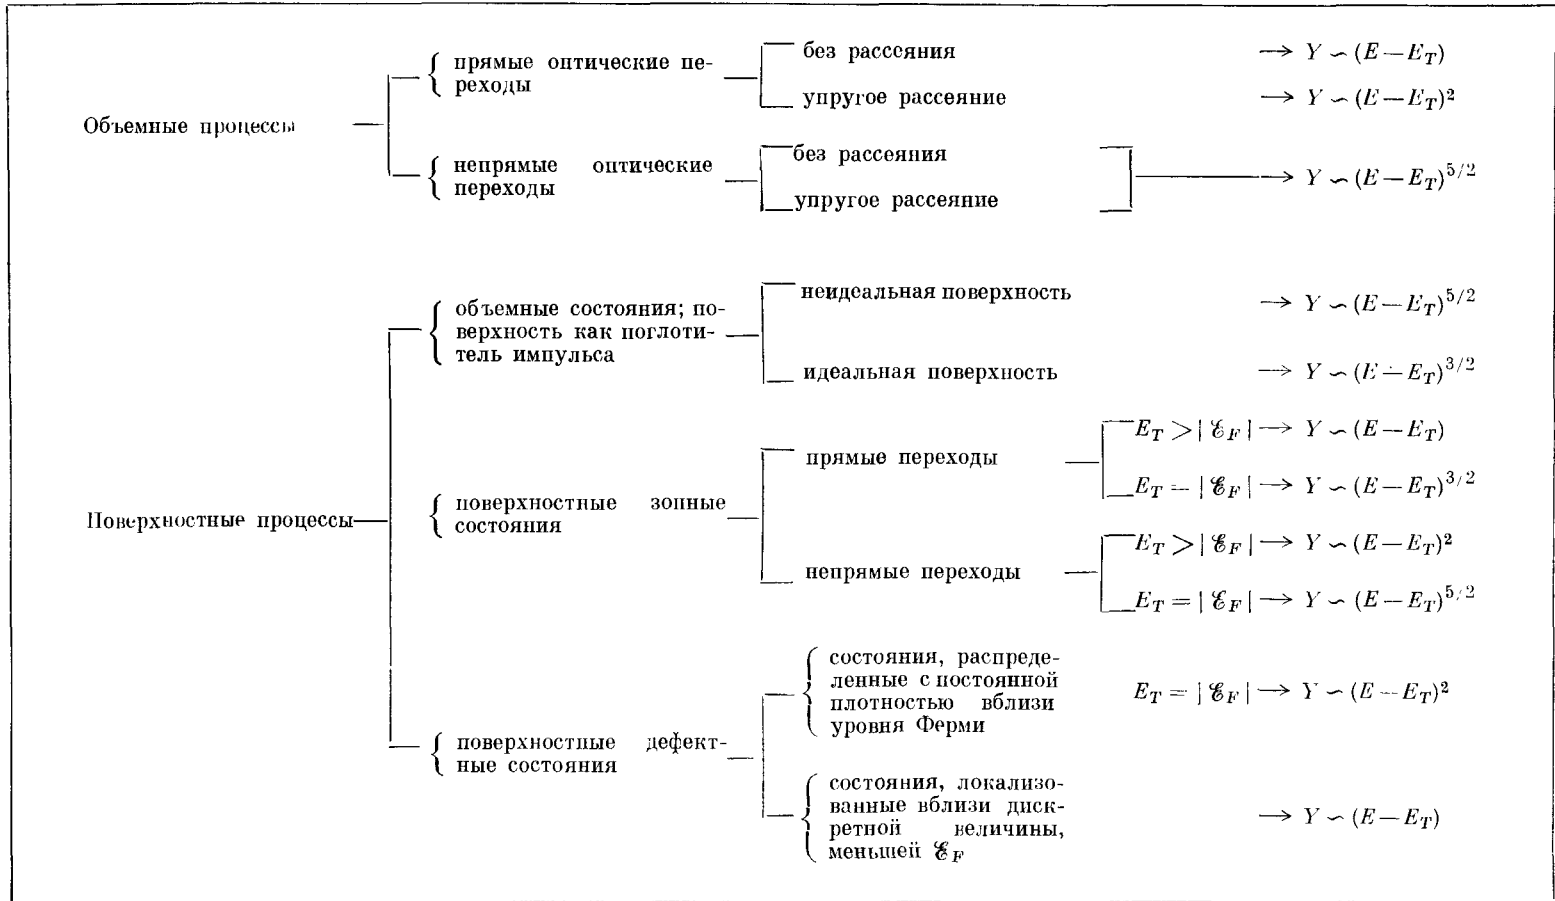 Объемные процессы
прямые оптические пе-
реходы
без рассеяния → Y ∼ (E — E_T)
упругое рассеяние → Y ∼ (E — E_T)²
непрямые оптические
переходы
без рассеяния
упругое рассеяние
→ Y ∼ (E — E_T)^5/2
Поверхностные процессы
объемные состояния; по-
верхность как поглоти-
тель импульса
неидеальная поверхность → Y ∼ (E — E_T)^5/2
идеальная поверхность → Y ∼ (E — E_T)^3/2
поверхностные зонные
состояния
прямые переходы
E_T > | ℰ_F | → Y ∼ (E — E_T)
E_T = | ℰ_F | → Y ∼ (E — E_T)^3/2
непрямые переходы
E_T > | ℰ_F | → Y ∼ (E — E_T)²
E_T = | ℰ_F | → Y ∼ (E — E_T)^5/2
поверхностные дефект-
ные состояния
состояния, распреде-
ленные с постоянной
плотностью вблизи
уровня Ферми
E_T = | ℰ_F | → Y ∼ (E — E_T)²
состояния, локализо-
ванные вблизи диск-
ретной величины,
меньшей ℰ_F
→ Y ∼ (E — E_T)